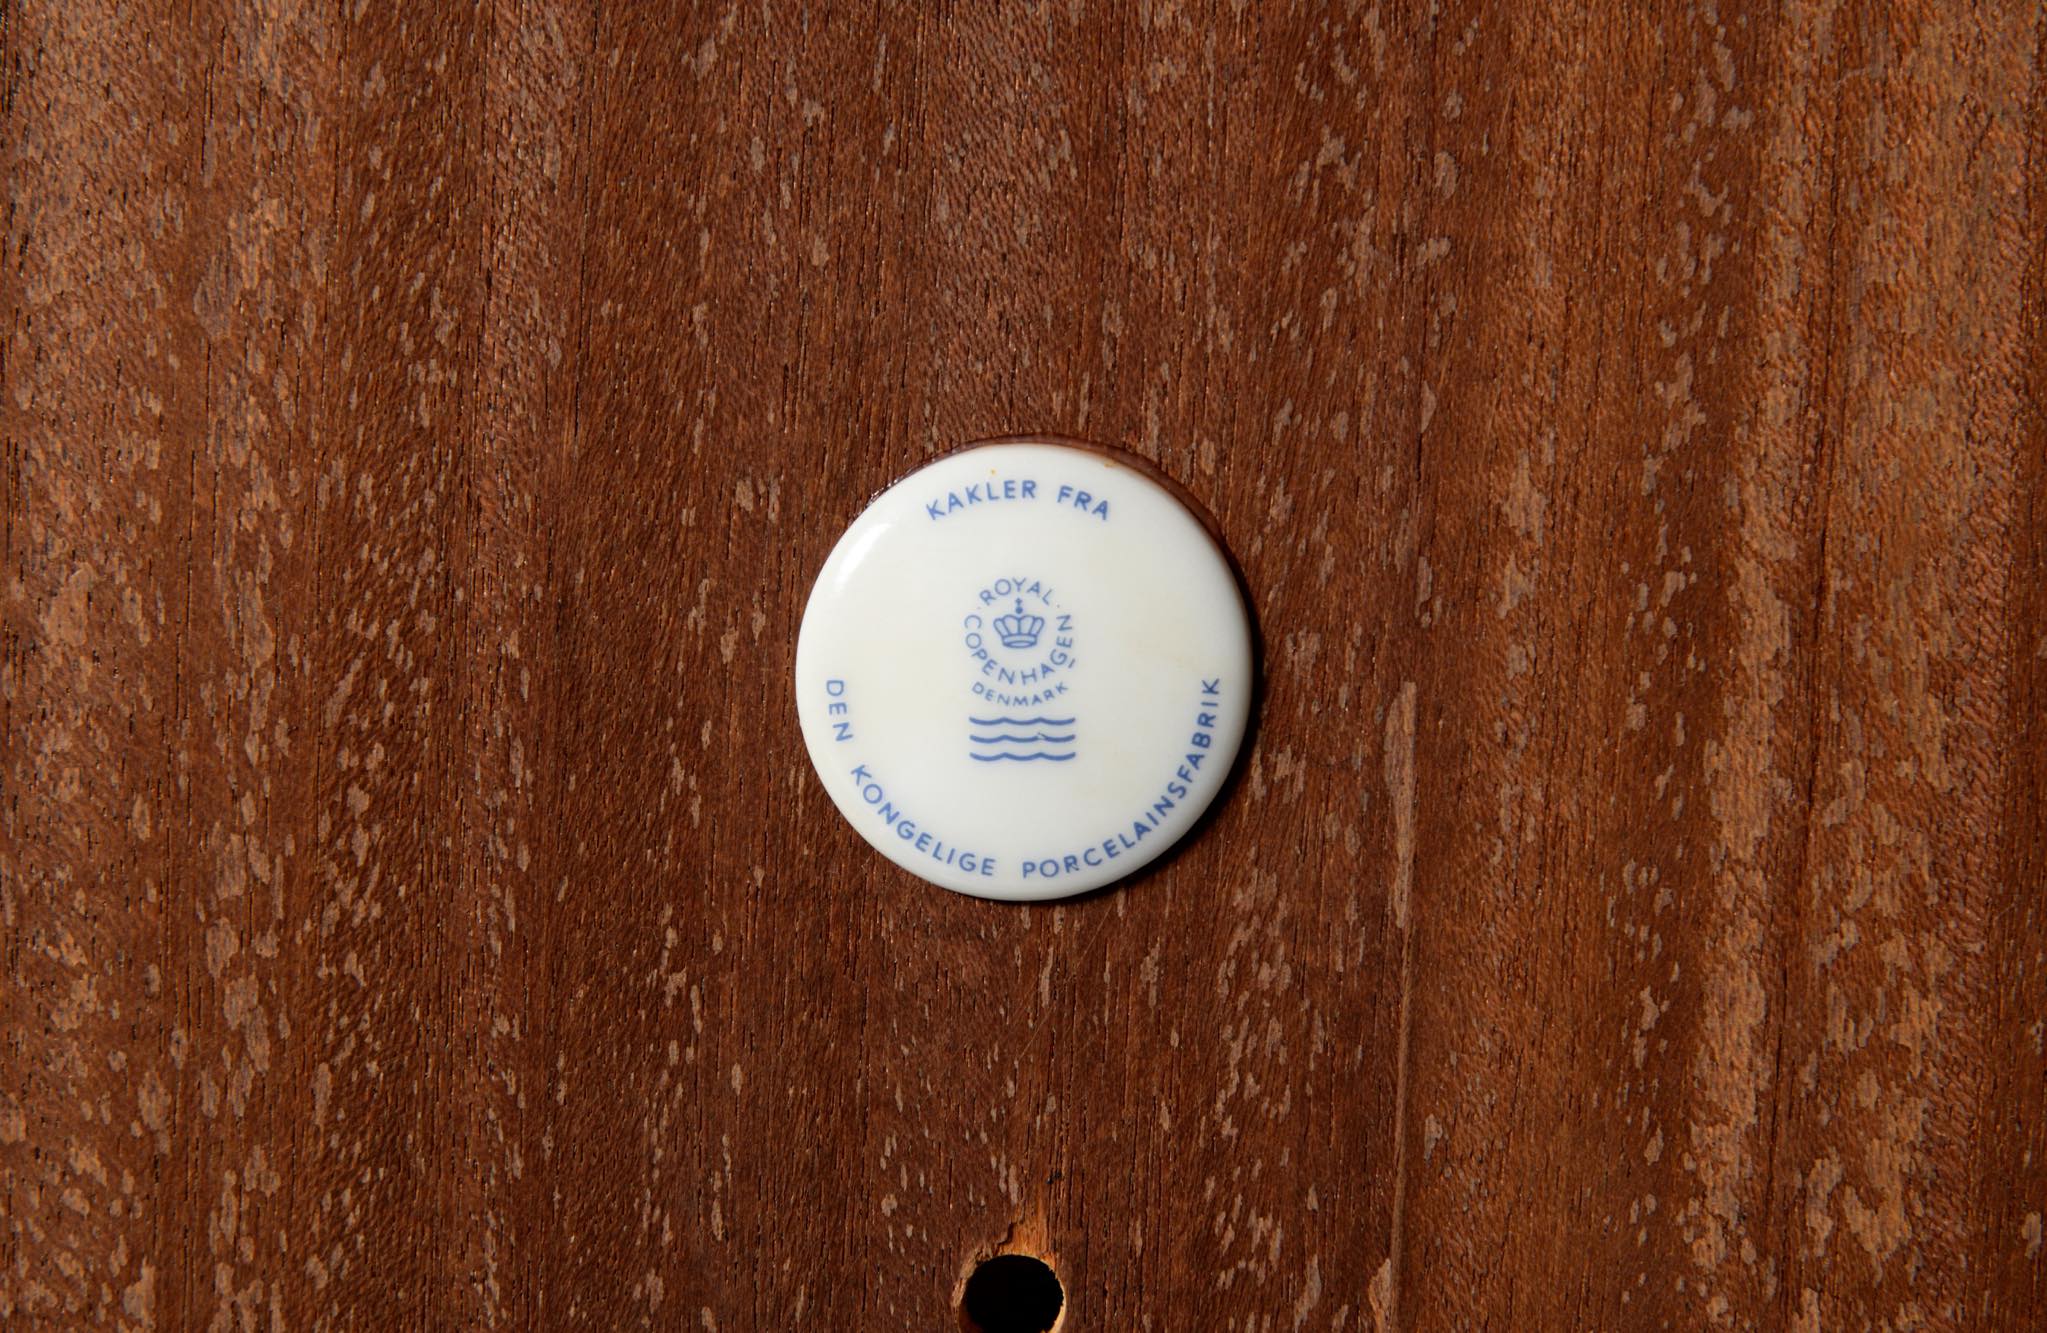 KAKLER FRA
ROYAL
COPENHAGEN
DENMARK
DEN KONGELIGE PORCELAINSFABRIK